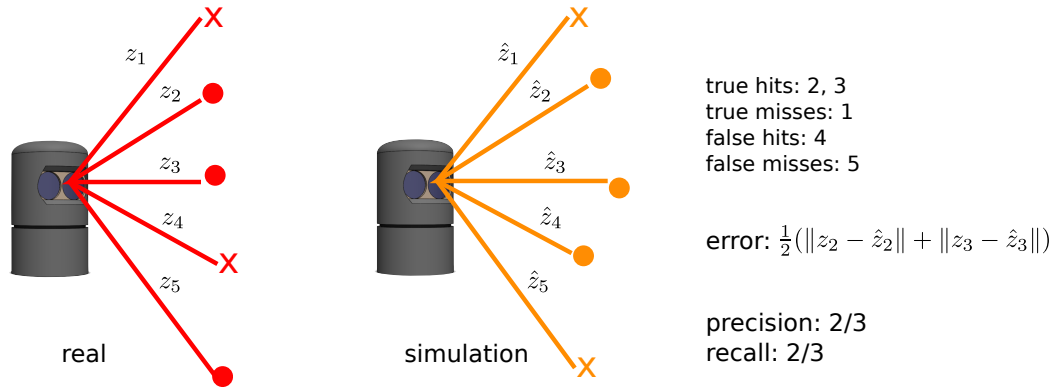 X
z₁
z₂
z₃
z₄
X
z₅
real
X
ẑ₁
ẑ₂
ẑ₃
ẑ₄
ẑ₅
X
simulation
true hits: 2, 3
true misses: 1
false hits: 4
false misses: 5
error: ½(‖z₂ − ẑ₂‖ + ‖z₃ − ẑ₃‖)
precision: 2/3
recall: 2/3